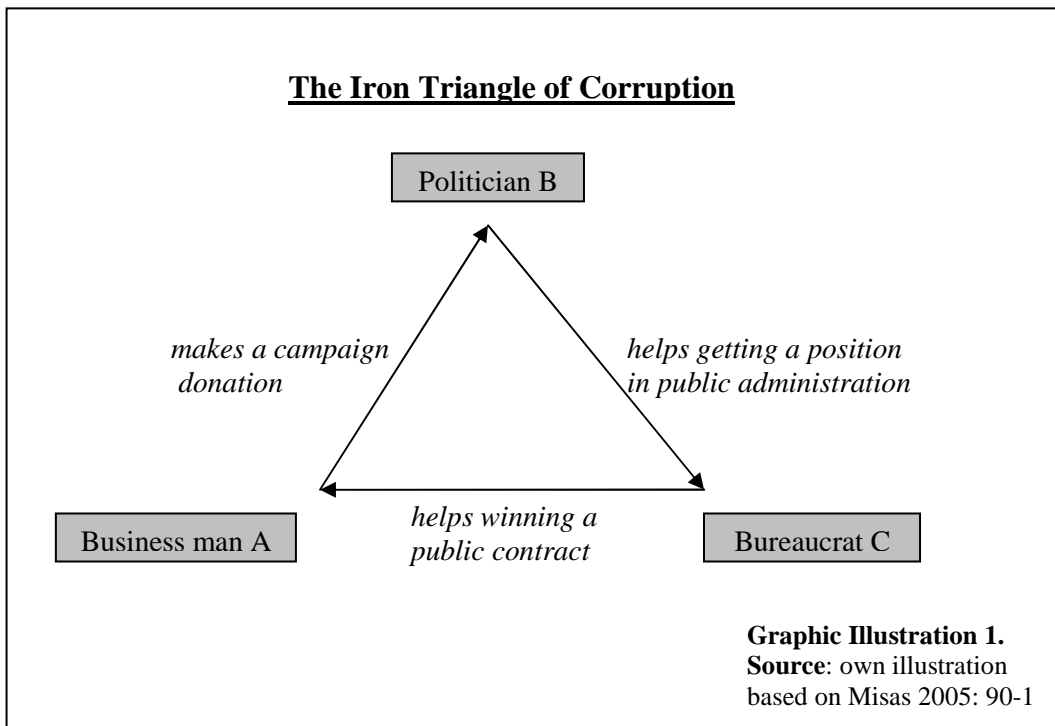 The Iron Triangle of Corruption
Politician B
makes a campaign
donation
helps getting a position
in public administration
helps winning a
public contract
Business man A
Bureaucrat C
Graphic Illustration 1.
Source: own illustration
based on Misas 2005: 90-1